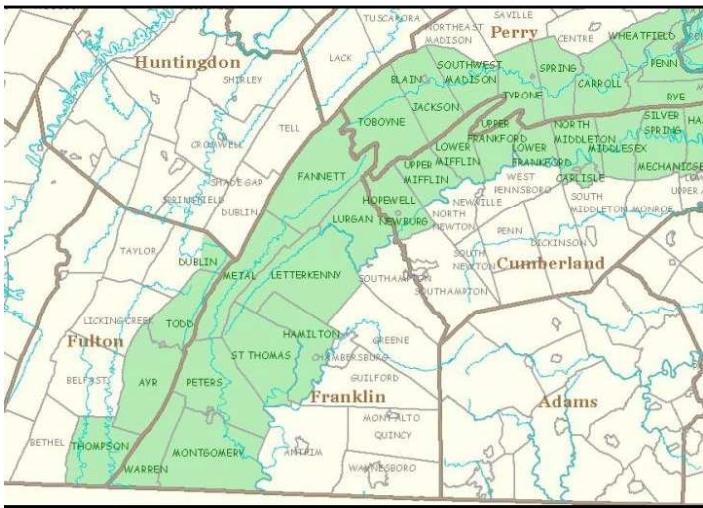 TUSCARORA
SAVILLE
NORTHEAST
MADISON
Perry
CENTRE
WHEATFIELD
Huntingdon
LACK
SHIRLEY
BLAIN
SOUTHWEST
MADISON
SPRING
PENN
CARROLL
TYRONE
RYE
JACKSON
TOBOYNE
TELL
CROMWELL
UPPER
FRANKFORD
NORTH
MIDDLETON
SILVER
SPRING
LOWER
MIFFLIN
LOWER
FRANKFORD
MIDDLESEX
UPPER
MIFFLIN
MECHANICSB
FANNETT
SHADE GAP
SPRINGFIELD
DUBLIN
WEST
PENNSBORO
CARLISLE
HOPEWELL
NEWVILLE
SOUTH
MIDDLETON
MONROE
LURGAN
NEWBURG
NORTH
NEWTON
PENN
DICKINSON
TAYLOR
DUBLIN
METAL
LETTERKENNY
SOUTH
NEWTON
Cumberland
SOUTHAMPTON
SOUTHAMPTON
LICKING CREEK
TODD
Fulton
HAMILTON
GREENE
ST THOMAS
CHAMBERSBURG
BELFAST
AYR
PETERS
GUILFORD
Franklin
Adams
MONT ALTO
QUINCY
BETHEL
THOMPSON
MONTGOMERY
ANTRIM
WARREN
WAYNESBORO